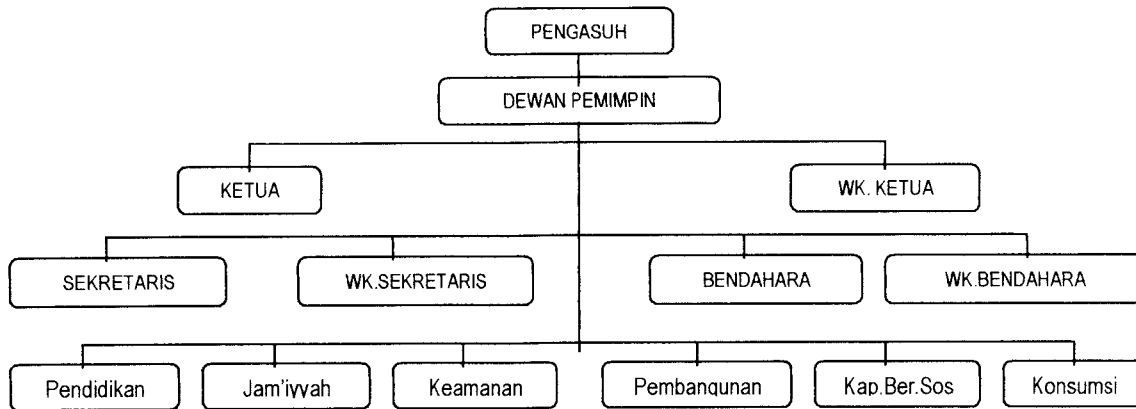 PENGASUH
DEWAN PEMIMPIN
KETUA
WK. KETUA
SEKRETARIS
WK.SEKRETARIS
BENDAHARA
WK.BENDAHARA
Pendidikan
Jam'iyyah
Keamanan
Pembangunan
Kap.Ber.Sos
Konsumsi